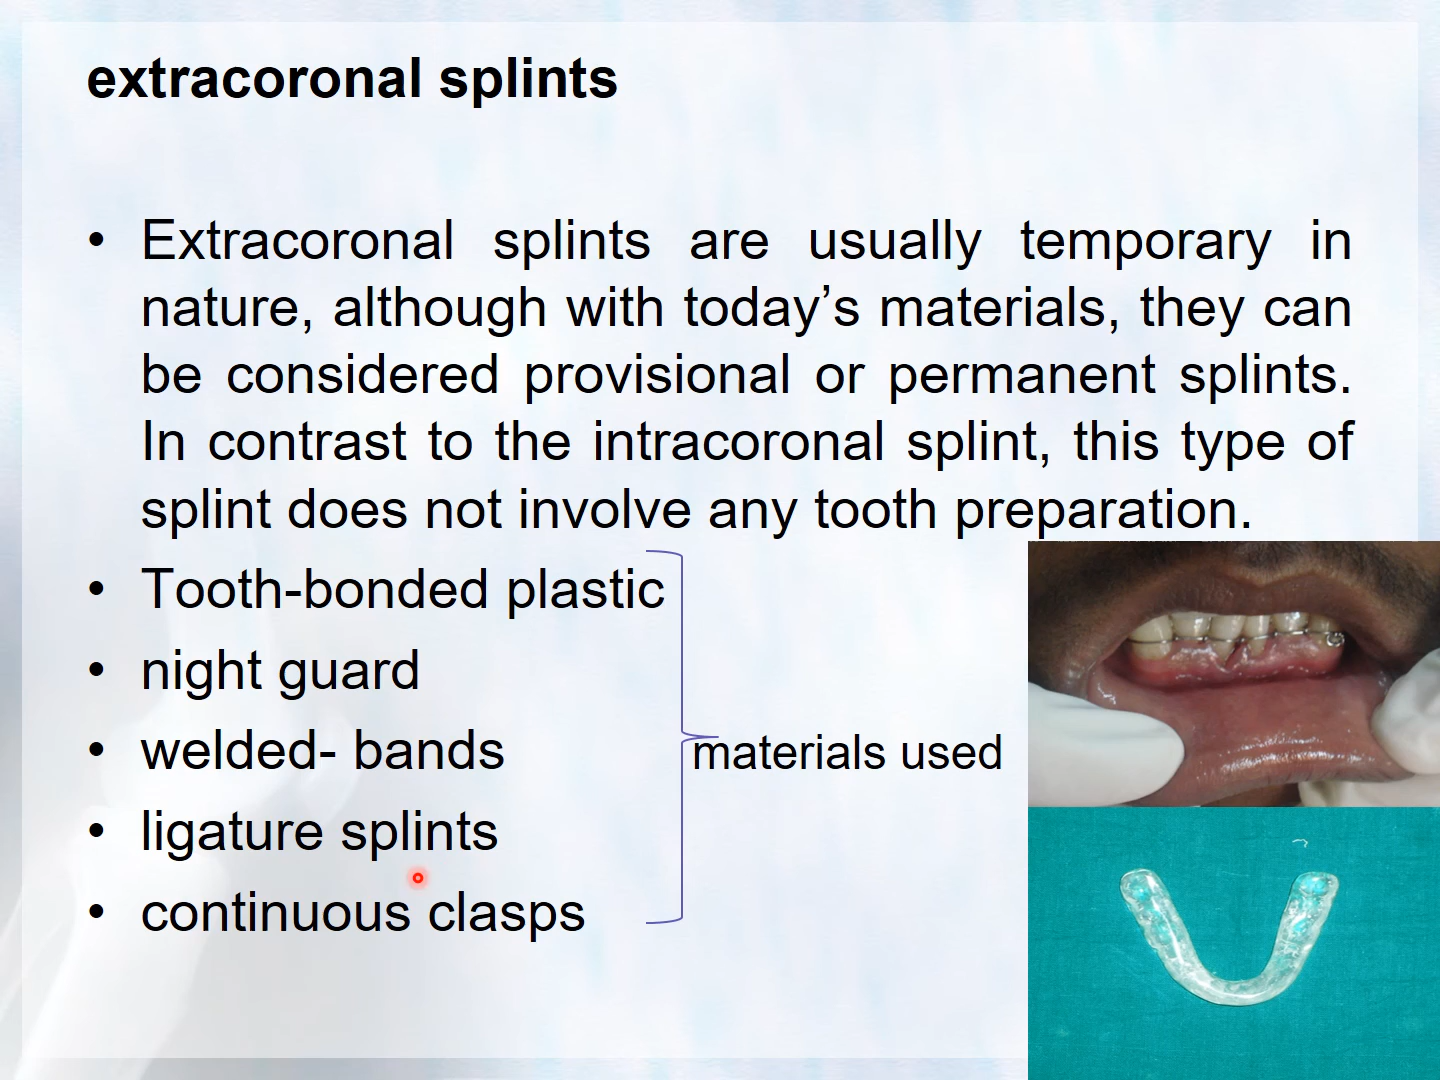 extracoronal splints
• Extracoronal splints are usually temporary in
nature, although with today’s materials, they can
be considered provisional or permanent splints.
In contrast to the intracoronal splint, this type of
splint does not involve any tooth preparation.
• Tooth-bonded plastic
• night guard
• welded- bands
materials used
• ligature splints
• continuous clasps